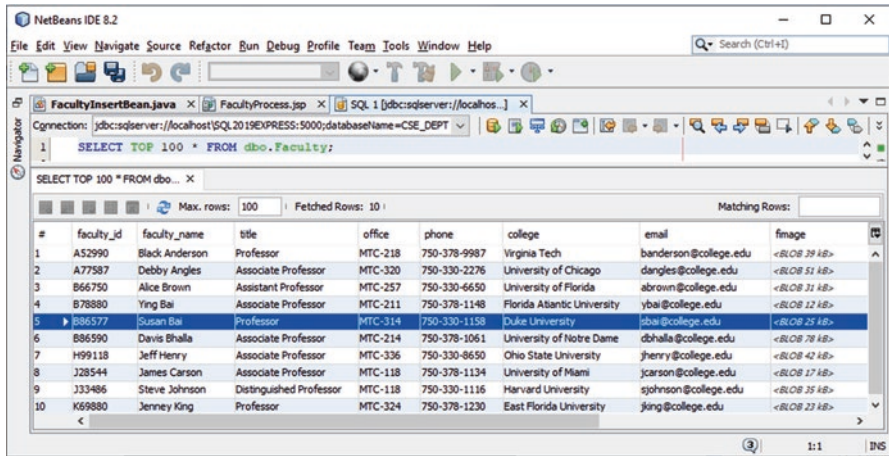 NetBeans IDE 8.2
File Edit View Navigate Source Refactor Run Debug Profile Team Tools Window Help
Search (Ctrl+I)
FacultyInsertBean.java FacultyProcess.jsp SQL 1 [jdbc:sqlserver://localhos...]
Navigator
Connection: jdbc:sqlserver://localhost\SQL2019EXPRESS:5000;databaseName=CSE_DEPT
1 SELECT TOP 100 * FROM dbo.Faculty;
SELECT TOP 100 * FROM dbo...
Max. rows: 100 Fetched Rows: 10 Matching Rows:
# faculty_id faculty_name title office phone college email fimage
1 A52990 Black Anderson Professor MTC-218 750-378-9987 Virginia Tech banderson@college.edu <BLOB 39 kB>
2 A77587 Debby Angles Associate Professor MTC-320 750-330-2276 University of Chicago dangles@college.edu <BLOB 51 kB>
3 B66750 Alice Brown Assistant Professor MTC-257 750-330-6650 University of Florida abrown@college.edu <BLOB 31 kB>
4 B78880 Ying Bai Associate Professor MTC-211 750-378-1148 Florida Atiantic University ybai@college.edu <BLOB 12 kB>
5 B86577 Susan Bai Professor MTC-314 750-330-1158 Duke University sbai@college.edu <BLOB 25 kB>
6 B86590 Davis Bhalla Associate Professor MTC-214 750-378-1061 University of Notre Dame dbhalla@college.edu <BLOB 78 kB>
7 H99118 Jeff Henry Associate Professor MTC-336 750-330-8650 Ohio State University jhenry@college.edu <BLOB 42 kB>
8 J28544 James Carson Associate Professor MTC-118 750-378-1134 University of Miami jcarson@college.edu <BLOB 17 kB>
9 J33486 Steve Johnson Distinguished Professor MTC-118 750-330-1116 Harvard University sjohnson@college.edu <BLOB 35 kB>
10 K69880 Jenney King Professor MTC-324 750-378-1230 East Florida University jking@college.edu <BLOB 23 kB>
3 1:1 INS